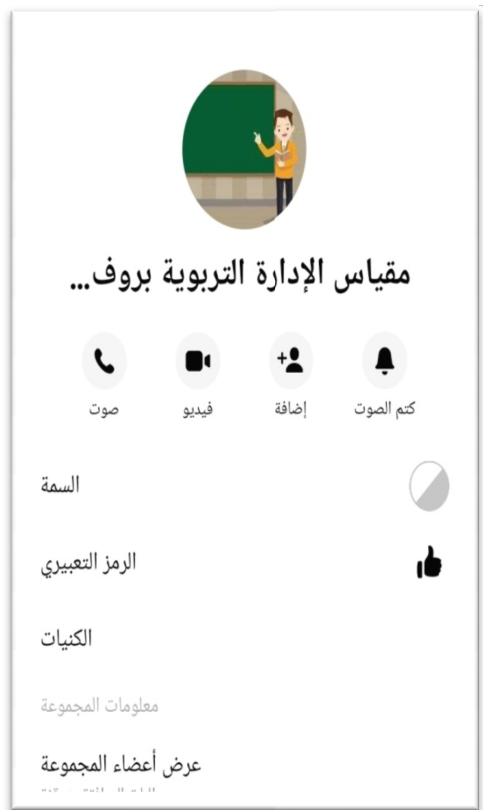 مقياس الإدارة التربوية بروف...
كتم الصوت إضافة فيديو صوت
السمة
الرمز التعبيري
الكنيات
معلومات المجموعة
عرض أعضاء المجموعة